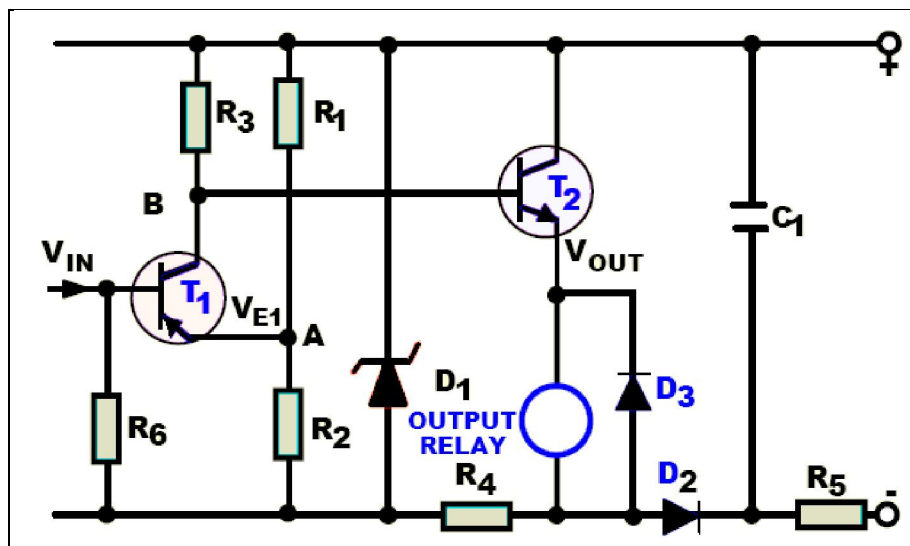 +
R3
R1
B
T2
C1
VIN
VOUT
T1
VE1
A
D1
D3
OUTPUT
RELAY
R6
R2
R4
D2
R5
-